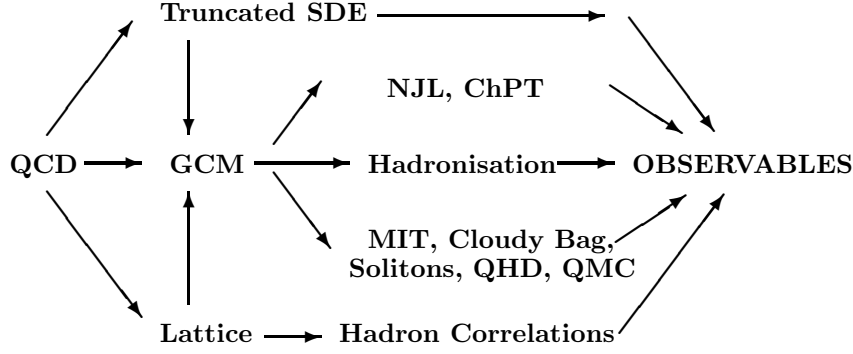 Truncated SDE
NJL, ChPT
QCD GCM Hadronisation OBSERVABLES
MIT, Cloudy Bag,
Solitons, QHD, QMC
Lattice Hadron Correlations